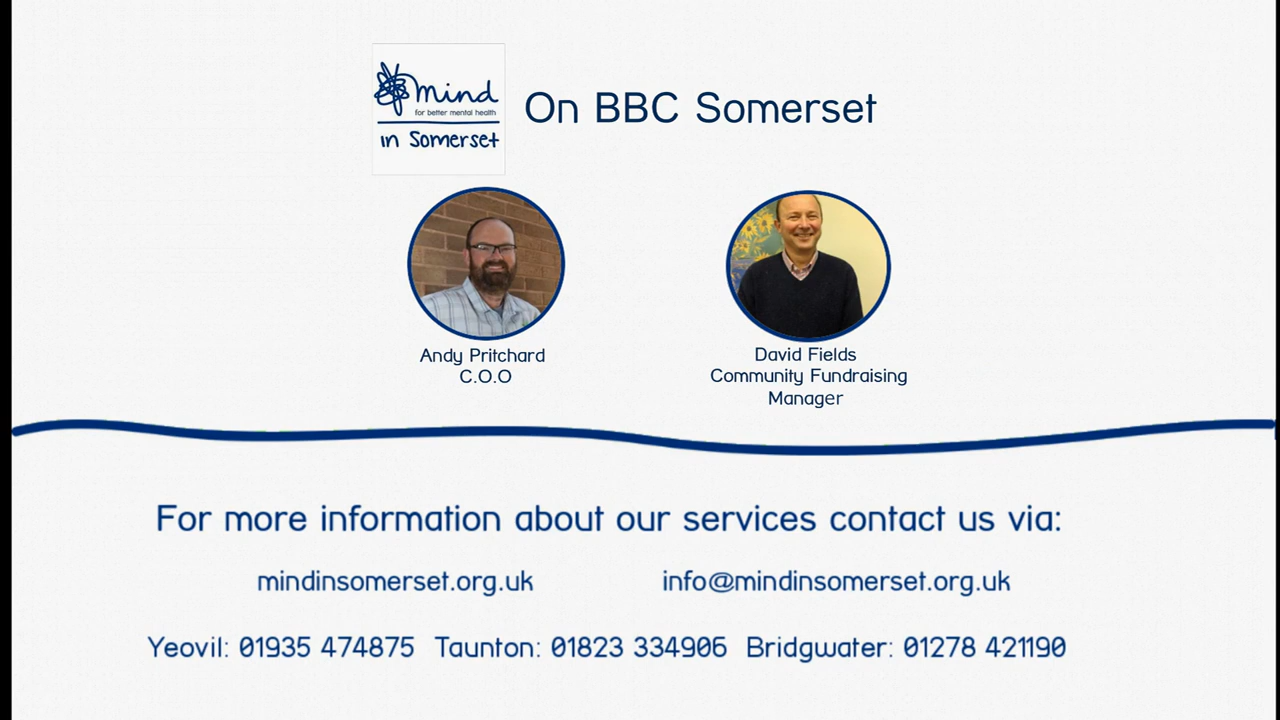 mind
for better mental health
in Somerset
On BBC Somerset
Andy Pritchard
C.O.O
David Fields
Community Fundraising
Manager
For more information about our services contact us via:
mindinsomerset.org.uk info@mindinsomerset.org.uk
Yeovil: 01935 474875 Taunton: 01823 334906 Bridgwater: 01278 421190